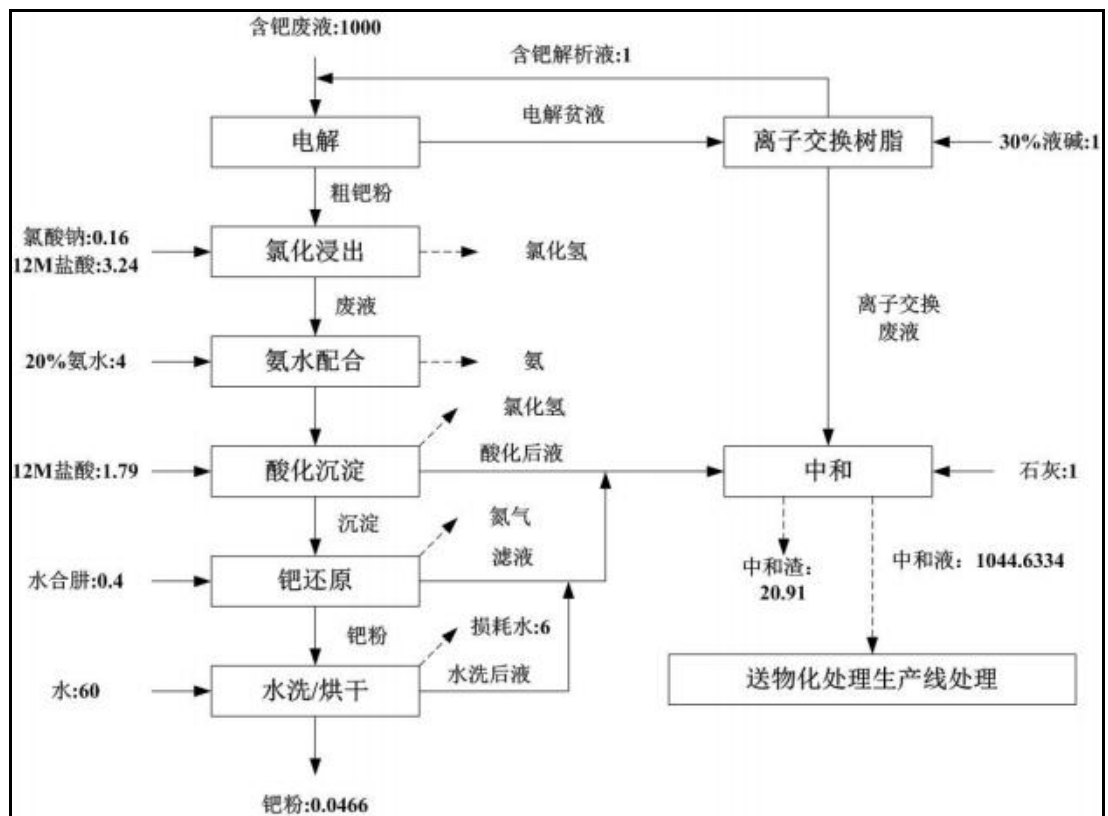 含钯废液:1000
含钯解析液:1
电解贫液
电解
离子交换树脂
30%液碱:1
粗钯粉
氯酸钠:0.16
12M盐酸:3.24
氯化浸出
氯化氢
废液
离子交换
废液
20%氨水:4
氨水配合
氨
氯化氢
12M盐酸:1.79
酸化沉淀
酸化后液
中和
石灰:1
沉淀
氮气
滤液
水合肼:0.4
钯还原
中和渣:
20.91
中和液：1044.6334
钯粉
损耗水:6
水:60
水洗/烘干
水洗后液
送物化处理生产线处理
钯粉:0.0466